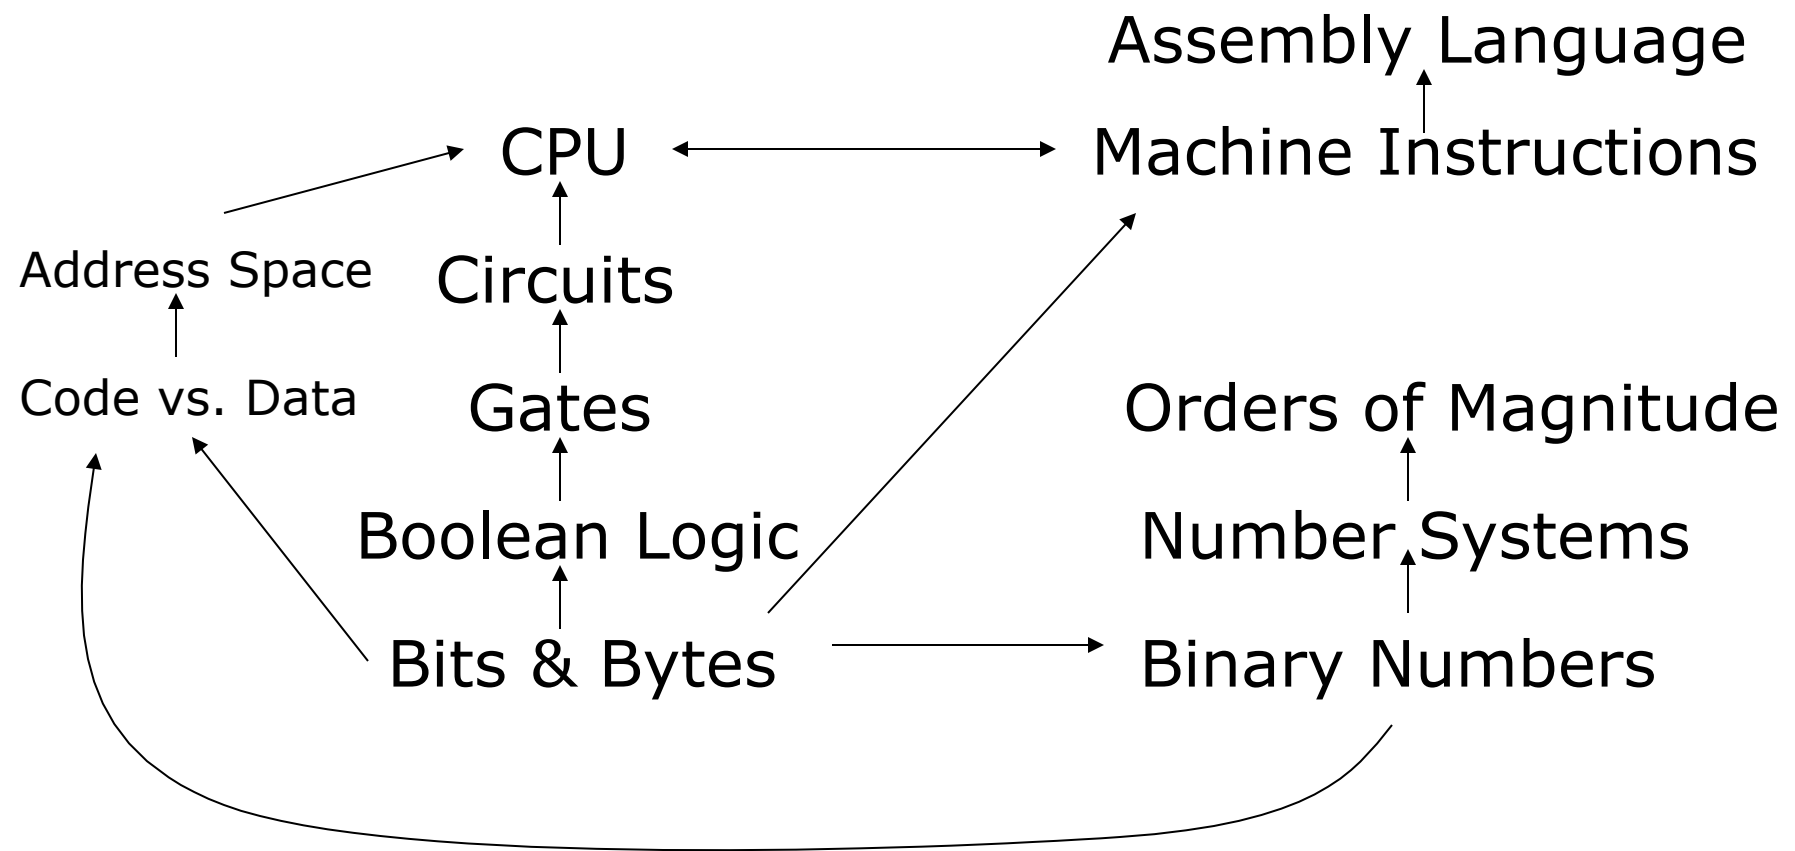 Assembly Language
CPU
Machine Instructions
Address Space
Circuits
Code vs. Data
Gates
Orders of Magnitude
Boolean Logic
Number Systems
Bits & Bytes
Binary Numbers